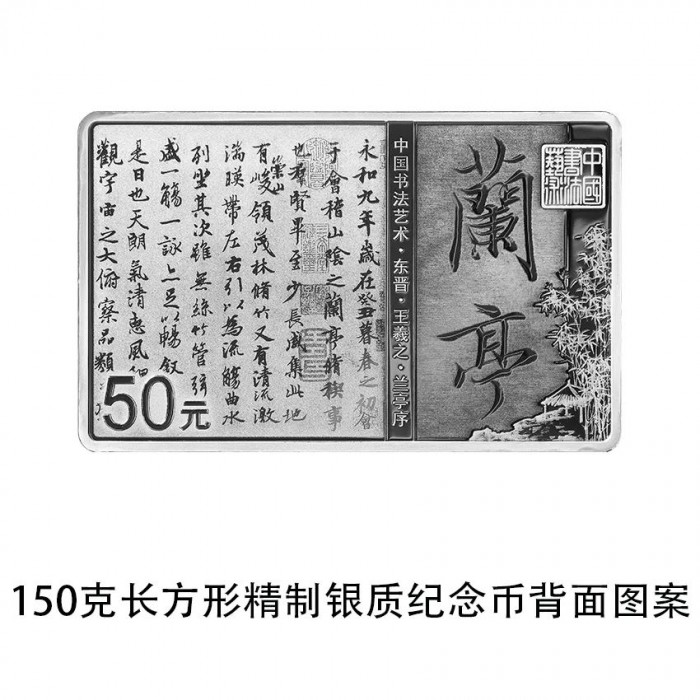 中國
書法
藝術
蘭亭
中国书法艺术·东晋·王羲之·兰亭序
永和九年歲在癸丑暮春之初會
于會稽山陰之蘭亭脩稧事
也羣賢畢至少長咸集此地
有崇山峻領茂林脩竹又有清流激
湍暎帶左右引以為流觴曲水
列坐其次雖無絲竹管弦
盛一觴一詠亦足以暢敘
是日也天朗氣清惠風
觀宇宙之大俯察品類
50元
150克长方形精制银质纪念币背面图案